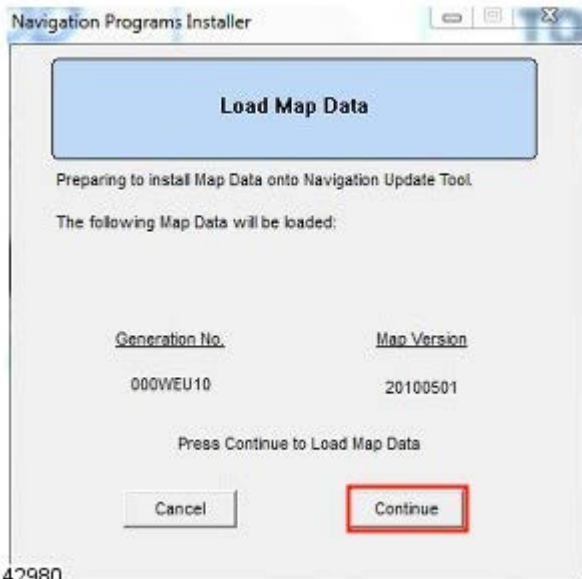 Navigation Programs Installer
Load Map Data
Preparing to install Map Data onto Navigation Update Tool.
The following Map Data will be loaded:
Generation No. Map Version
000WEU10 20100501
Press Continue to Load Map Data
Cancel Continue
42980